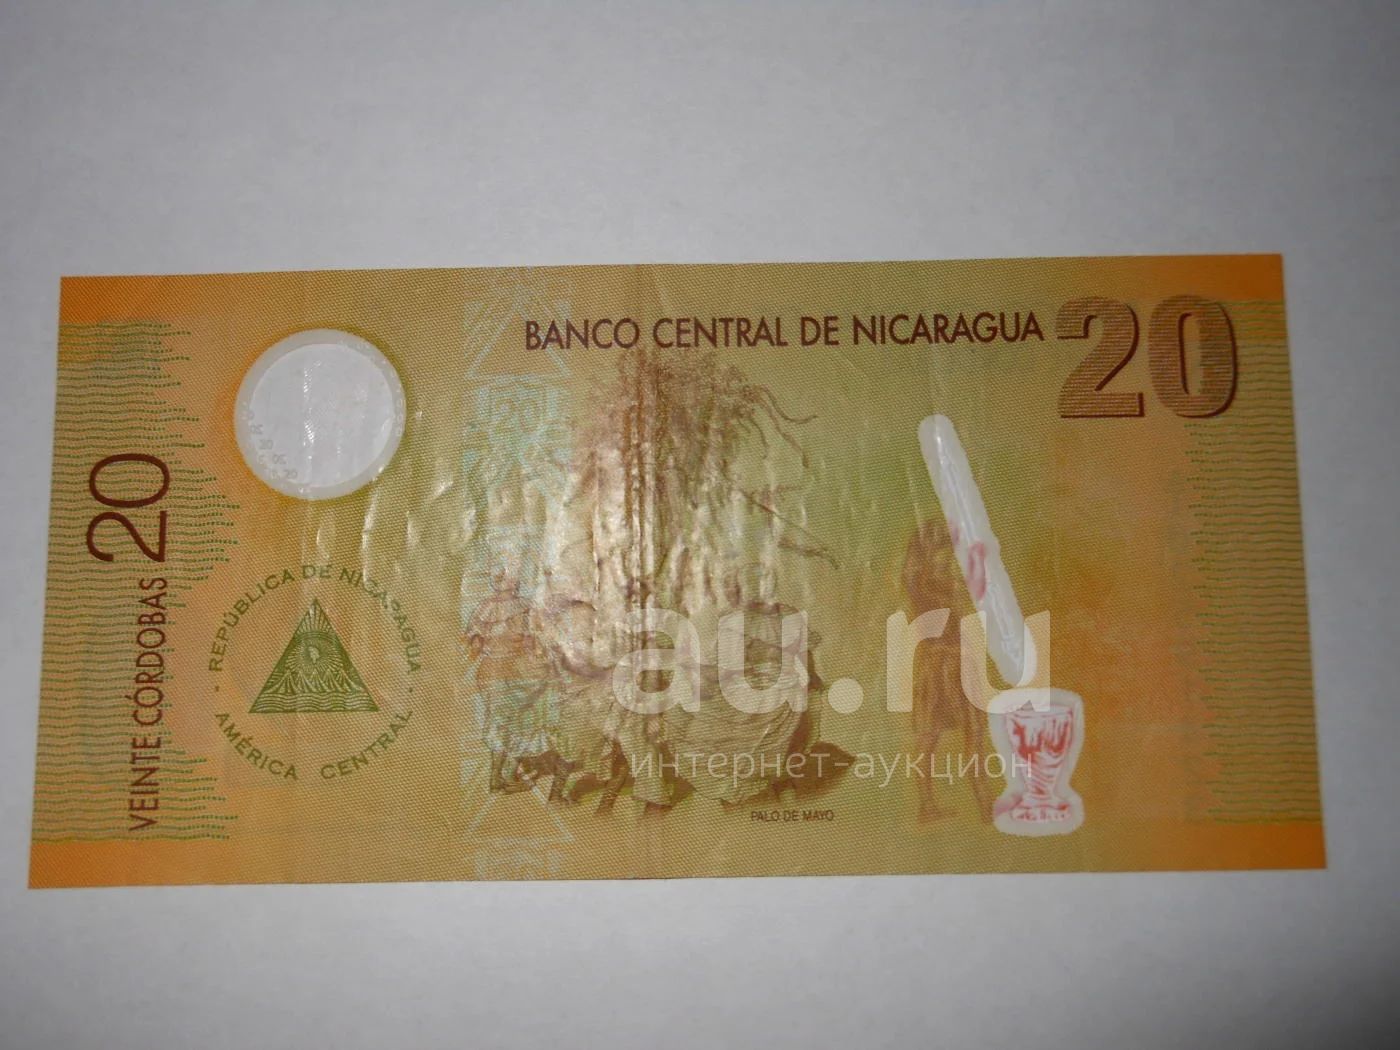 BANCO CENTRAL DE NICARAGUA
20
VEINTE CÓRDOBAS 20
- REPÚBLICA DE NICARAGUA -
AMÉRICA CENTRAL
20
au.ru
интернет-аукцион
PALO DE MAYO